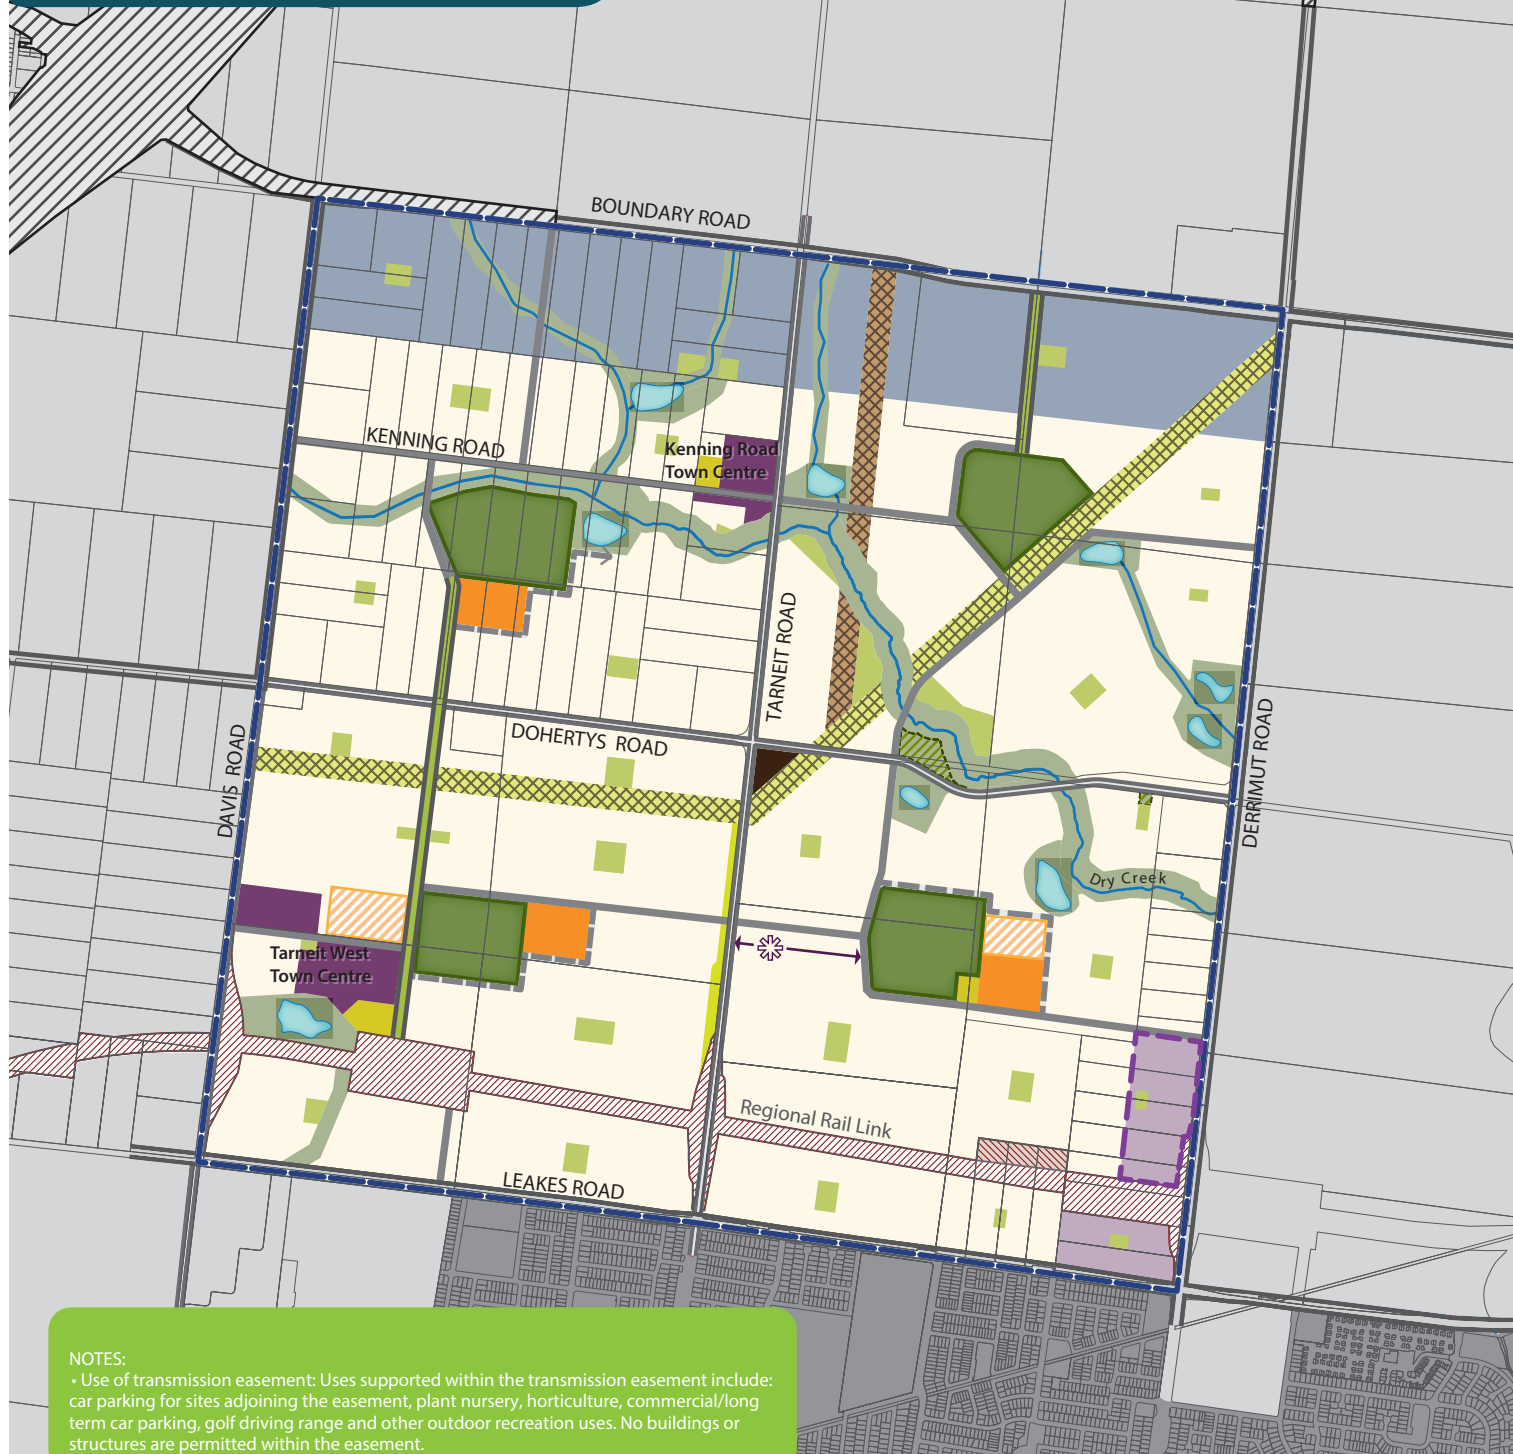 BOUNDARY ROAD
KENNING ROAD
Kenning Road
Town Centre
TARNEIT ROAD
DOHERTYS ROAD
DAVIS ROAD
DERRIMUT ROAD
Dry Creek
Tarneit West
Town Centre
Regional Rail Link
LEAKES ROAD
NOTES:
• Use of transmission easement: Uses supported within the transmission easement include:
car parking for sites adjoining the easement, plant nursery, horticulture, commercial/long
term car parking, golf driving range and other outdoor recreation uses. No buildings or
structures are permitted within the easement.